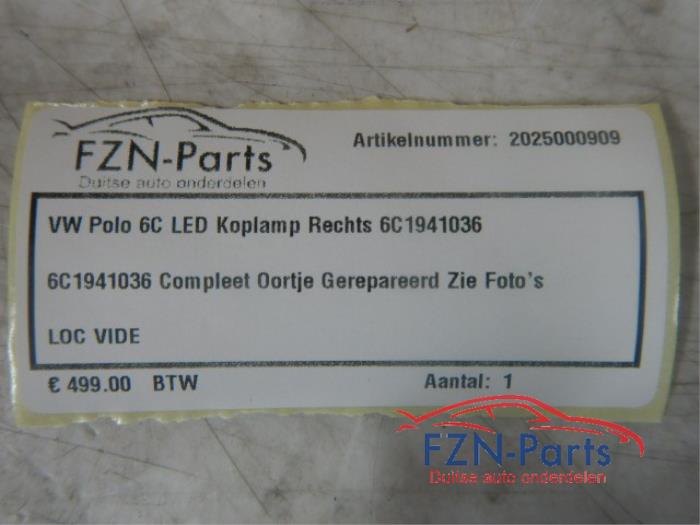 FZN-Parts
Duitse auto onderdelen
Artikelnummer: 2025000909
VW Polo 6C LED Koplamp Rechts 6C1941036
6C1941036 Compleet Oortje Gerepareerd Zie Foto's
LOC VIDE
€ 499.00 BTW
Aantal: 1
FZN-Parts
Duitse auto onderdelen